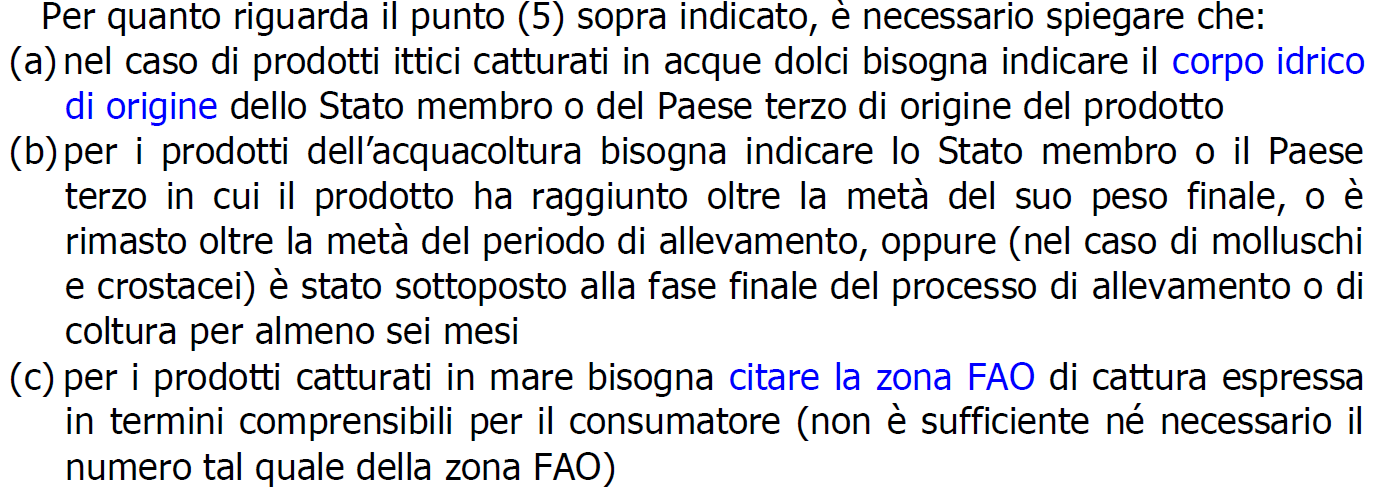 Per quanto riguarda il punto (5) sopra indicato, è necessario spiegare che:
(a) nel caso di prodotti ittici catturati in acque dolci bisogna indicare il corpo idrico
di origine dello Stato membro o del Paese terzo di origine del prodotto
(b) per i prodotti dell’acquacoltura bisogna indicare lo Stato membro o il Paese
terzo in cui il prodotto ha raggiunto oltre la metà del suo peso finale, o è
rimasto oltre la metà del periodo di allevamento, oppure (nel caso di molluschi
e crostacei) è stato sottoposto alla fase finale del processo di allevamento o di
coltura per almeno sei mesi
(c) per i prodotti catturati in mare bisogna citare la zona FAO di cattura espressa
in termini comprensibili per il consumatore (non è sufficiente né necessario il
numero tal quale della zona FAO)